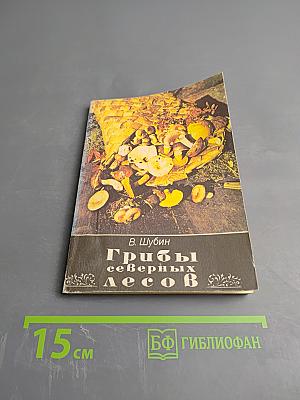 В. Шубин
Грибы
северных
лесов
15 см
БФ ГИБЛИОФАН